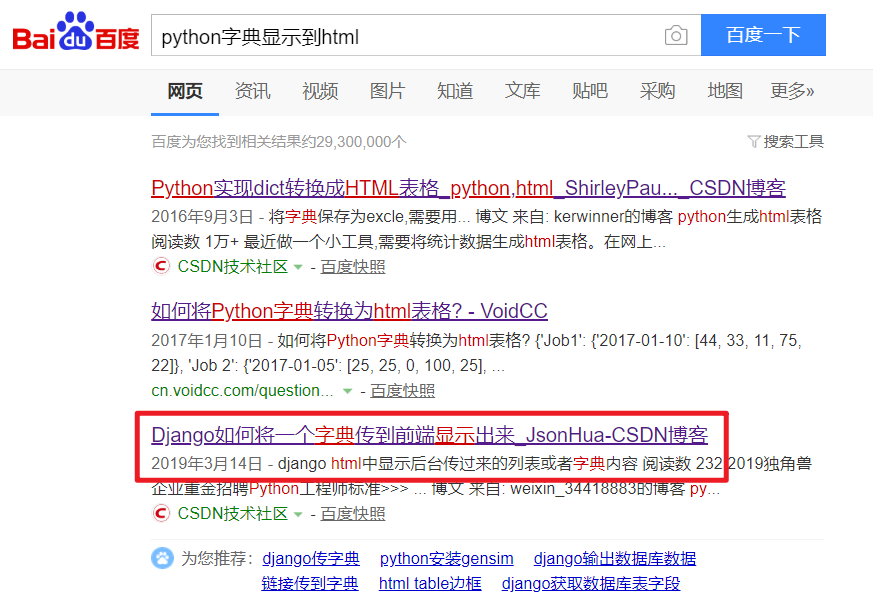 Bai du 百度
python字典显示到html
百度一下
网页 资讯 视频 图片 知道 文库 贴吧 采购 地图 更多»
百度为您找到相关结果约29,300,000个 搜索工具
Python实现dict转换成HTML表格_python,html_ShirleyPau..._CSDN博客
2016年9月3日 - 将字典保存为excle,需要用... 博文 来自: kerwinner的博客 python生成html表格
阅读数 1万+ 最近做一个小工具,需要将统计数据生成html表格。在网上...
CSDN技术社区 - 百度快照
如何将Python字典转换为html表格? - VoidCC
2017年1月10日 - 如何将Python字典转换为html表格? {'Job1': {'2017-01-10': [44, 33, 11, 75,
22]}, 'Job 2': {'2017-01-05': [25, 25, 0, 100, 25], ...
cn.voidcc.com/question... - 百度快照
Django如何将一个字典传到前端显示出来_JsonHua-CSDN博客
2019年3月14日 - django html中显示后台传过来的列表或者字典内容 阅读数 232 2019独角兽
企业重金招聘Python工程师标准>>> ... 博文 来自: weixin_34418883的博客 py...
CSDN技术社区 - 百度快照
为您推荐: django传字典 python安装gensim django输出数据库数据
链接传到字典 html table边框 django获取数据库表字段